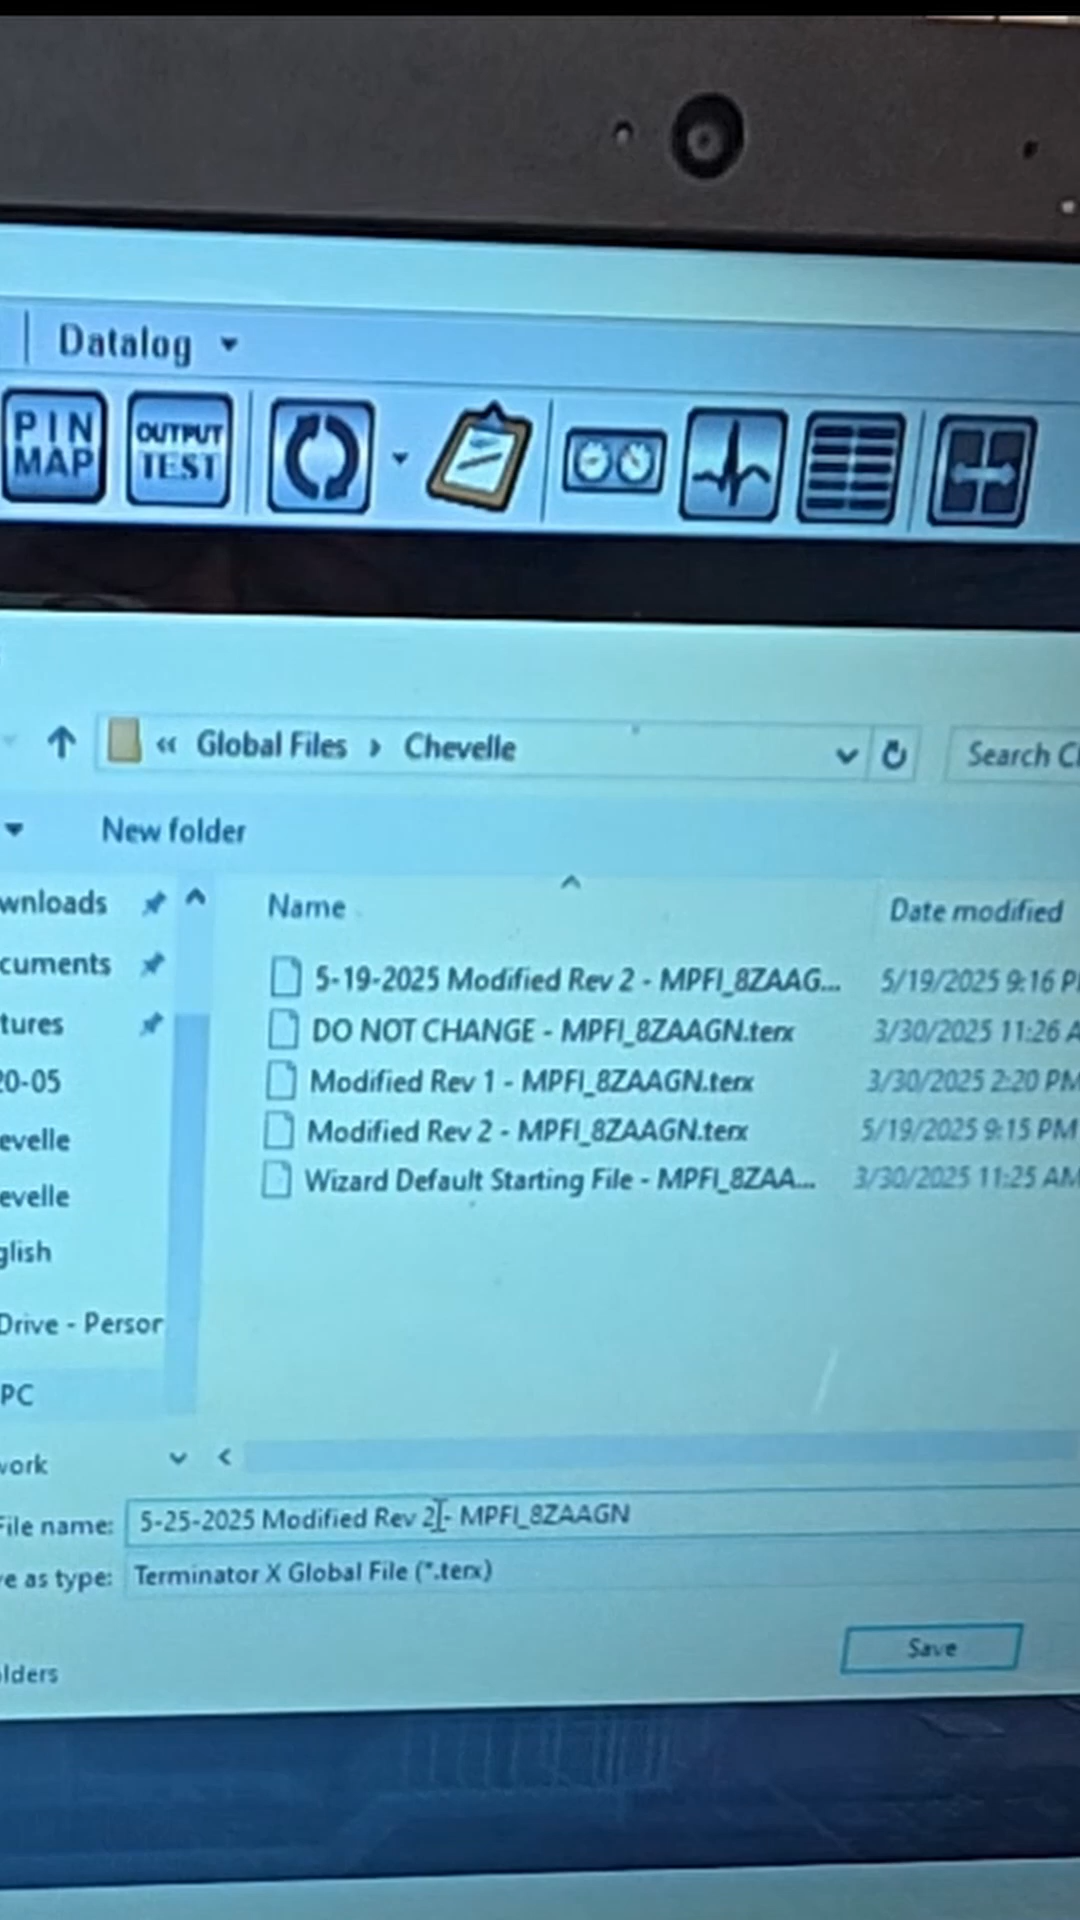 Datalog
PIN MAP
OUTPUT TEST
« Global Files › Chevelle
Search C
New folder
wnloads
cuments
tures
20-05
evelle
evelle
glish
Drive - Persor
PC
work
Name
Date modified
5-19-2025 Modified Rev 2 - MPFI_8ZAAG... 5/19/2025 9:16 P
DO NOT CHANGE - MPFI_8ZAAGN.terx 3/30/2025 11:26 A
Modified Rev 1 - MPFI_8ZAAGN.terx 3/30/2025 2:20 PM
Modified Rev 2 - MPFI_8ZAAGN.terx 5/19/2025 9:15 PM
Wizard Default Starting File - MPFI_8ZAA... 3/30/2025 11:25 AM
File name: 5-25-2025 Modified Rev 2 - MPFI_8ZAAGN
e as type: Terminator X Global File (*.terx)
lders
Save